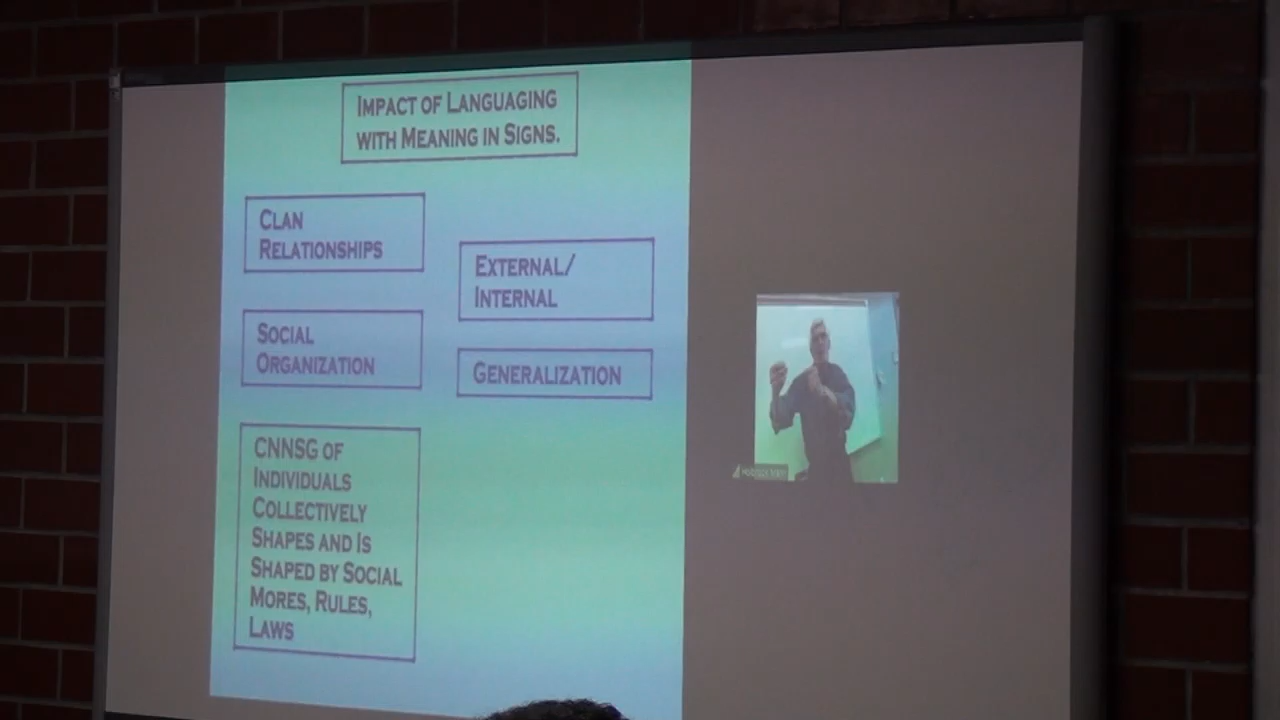 IMPACT OF LANGUAGING
WITH MEANING IN SIGNS.
CLAN
RELATIONSHIPS
SOCIAL
ORGANIZATION
CNNSG OF
INDIVIDUALS
COLLECTIVELY
SHAPES AND IS
SHAPED BY SOCIAL
MORES, RULES,
LAWS
EXTERNAL/
INTERNAL
GENERALIZATION